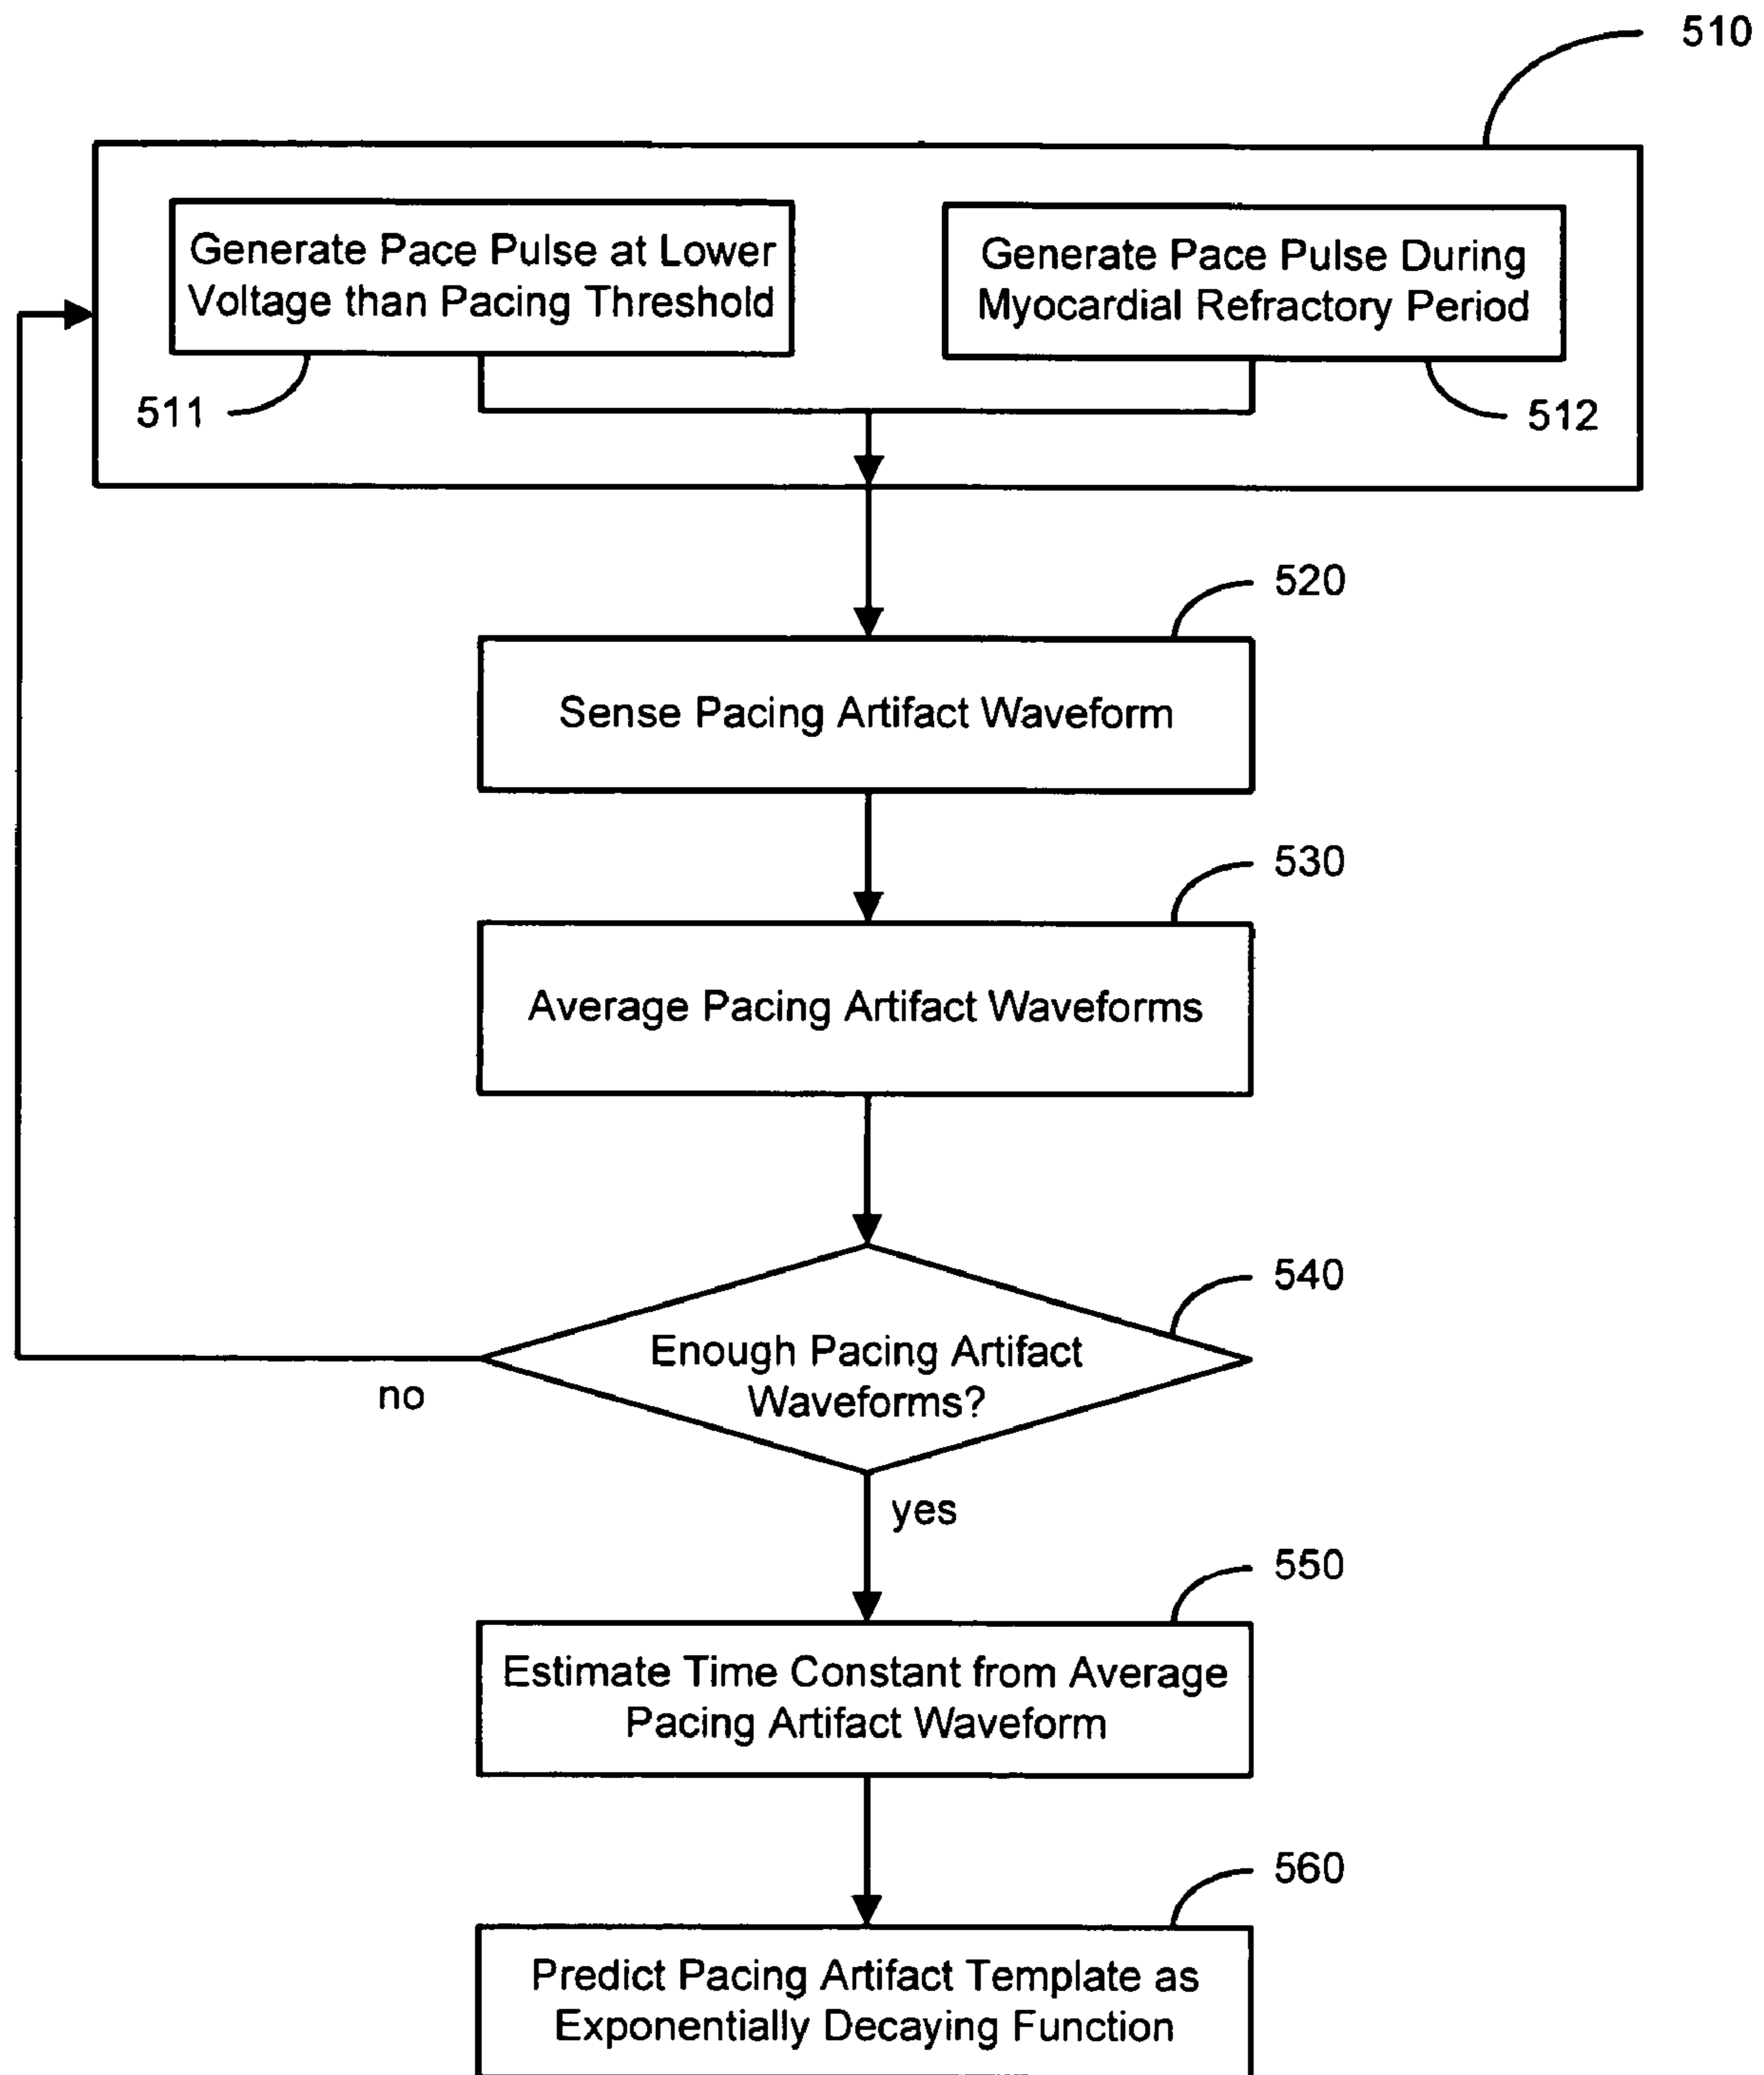 510
Generate Pace Pulse at Lower
Voltage than Pacing Threshold
Generate Pace Pulse During
Myocardial Refractory Period
511
512
520
Sense Pacing Artifact Waveform
530
Average Pacing Artifact Waveforms
540
Enough Pacing Artifact
Waveforms?
no
yes
550
Estimate Time Constant from Average
Pacing Artifact Waveform
560
Predict Pacing Artifact Template as
Exponentially Decaying Function